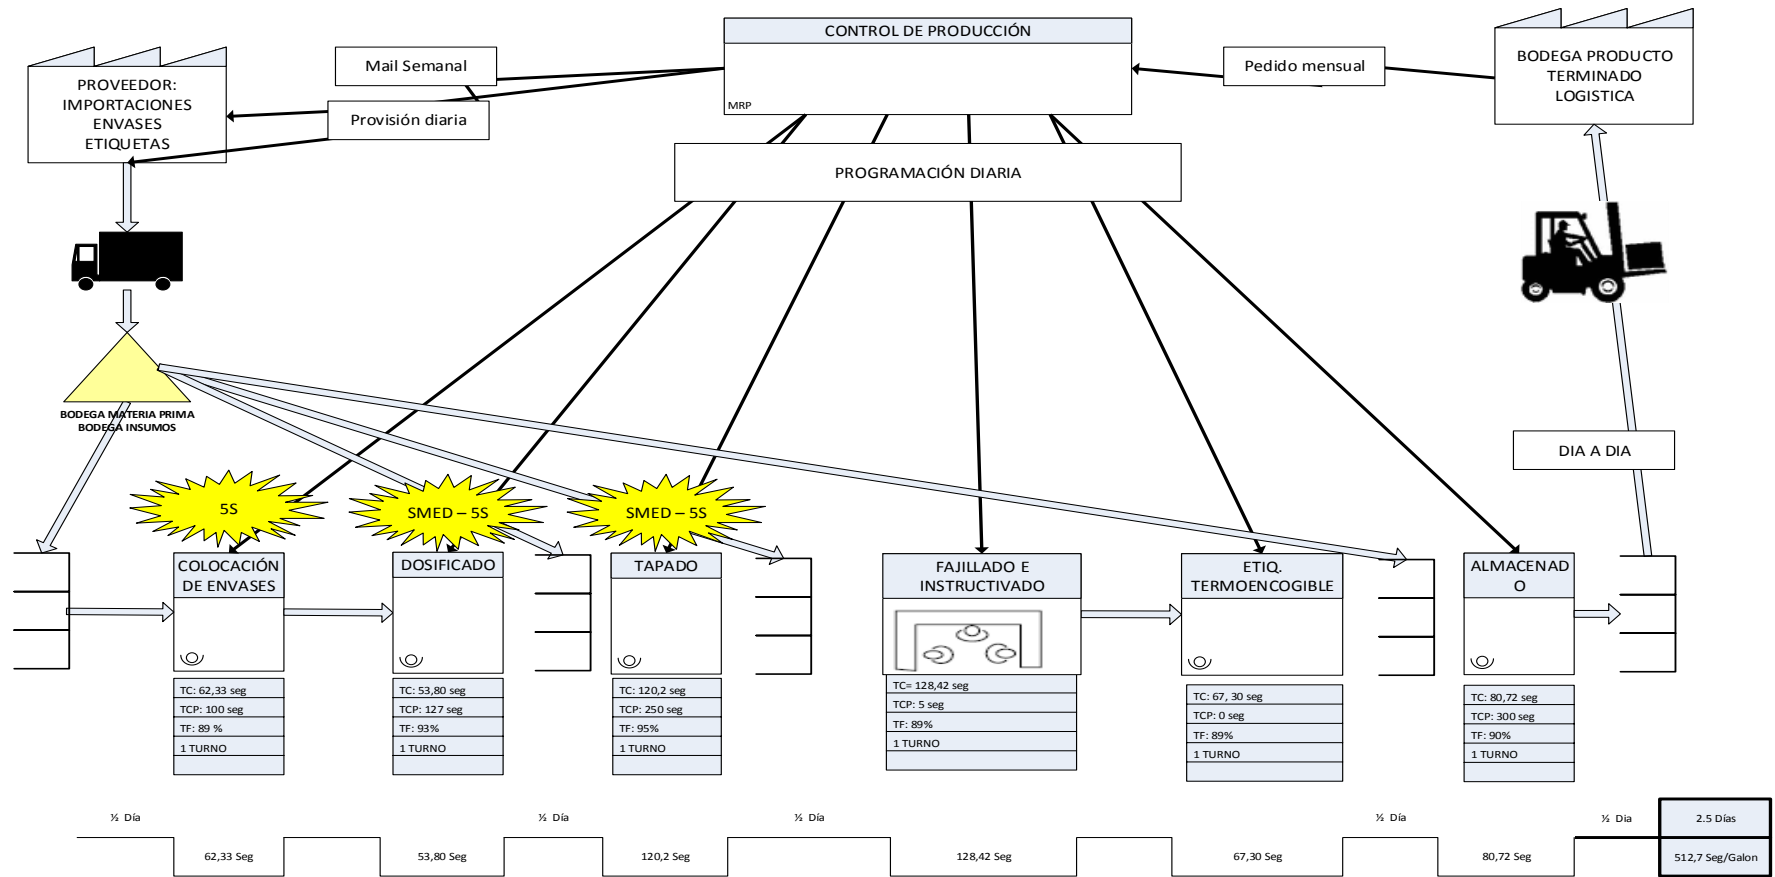 CONTROL DE PRODUCCIÓN
MRP
PROVEEDOR:
IMPORTACIONES
ENVASES
ETIQUETAS
Mail Semanal
Provisión diaria
Pedido mensual
BODEGA PRODUCTO
TERMINADO
LOGISTICA
PROGRAMACIÓN DIARIA
BODEGA MATERIA PRIMA
BODEGA INSUMOS
DIA A DIA
5S
SMED – 5S
SMED – 5S
COLOCACIÓN
DE ENVASES
TC: 62,33 seg
TCP: 100 seg
TF: 89 %
1 TURNO
DOSIFICADO
TC: 53,80 seg
TCP: 127 seg
TF: 93%
1 TURNO
TAPADO
TC: 120,2 seg
TCP: 250 seg
TF: 95%
1 TURNO
FAJILLADO E
INSTRUCTIVADO
TC= 128,42 seg
TCP: 5 seg
TF: 89%
1 TURNO
ETIQ.
TERMOENCOGIBLE
TC: 67, 30 seg
TCP: 0 seg
TF: 89%
1 TURNO
ALMACENAD
O
TC: 80,72 seg
TCP: 300 seg
TF: 90%
1 TURNO
½ Día
½ Día
½ Día
½ Día
½ Dia
2.5 Días
62,33 Seg
53,80 Seg
120,2 Seg
128,42 Seg
67,30 Seg
80,72 Seg
512,7 Seg/Galon